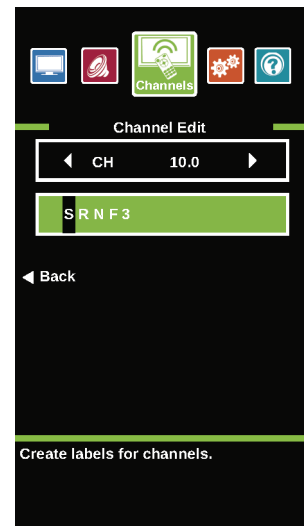 Channels
Channel Edit
CH 10.0
SRNF3
Back
Create labels for channels.